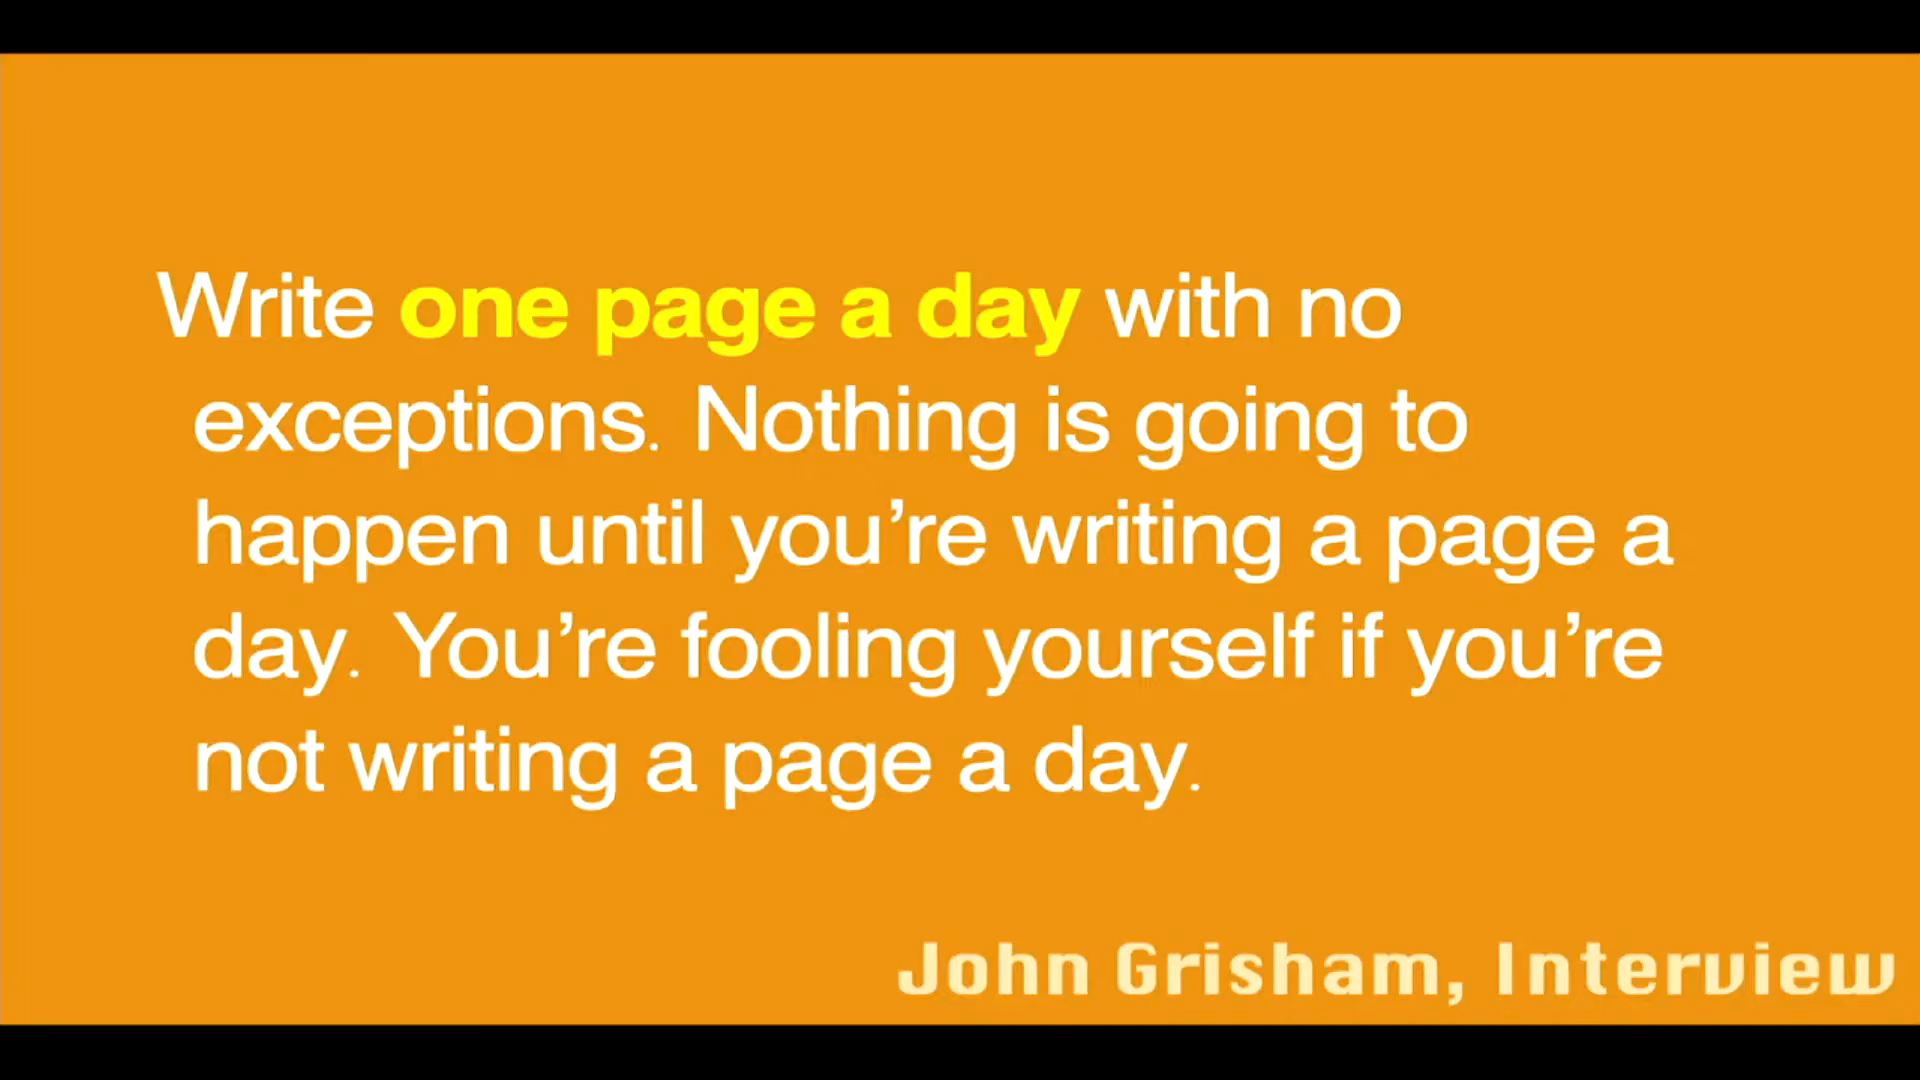 Write one page a day with no
exceptions. Nothing is going to
happen until you’re writing a page a
day. You’re fooling yourself if you’re
not writing a page a day.
John Grisham, Interview